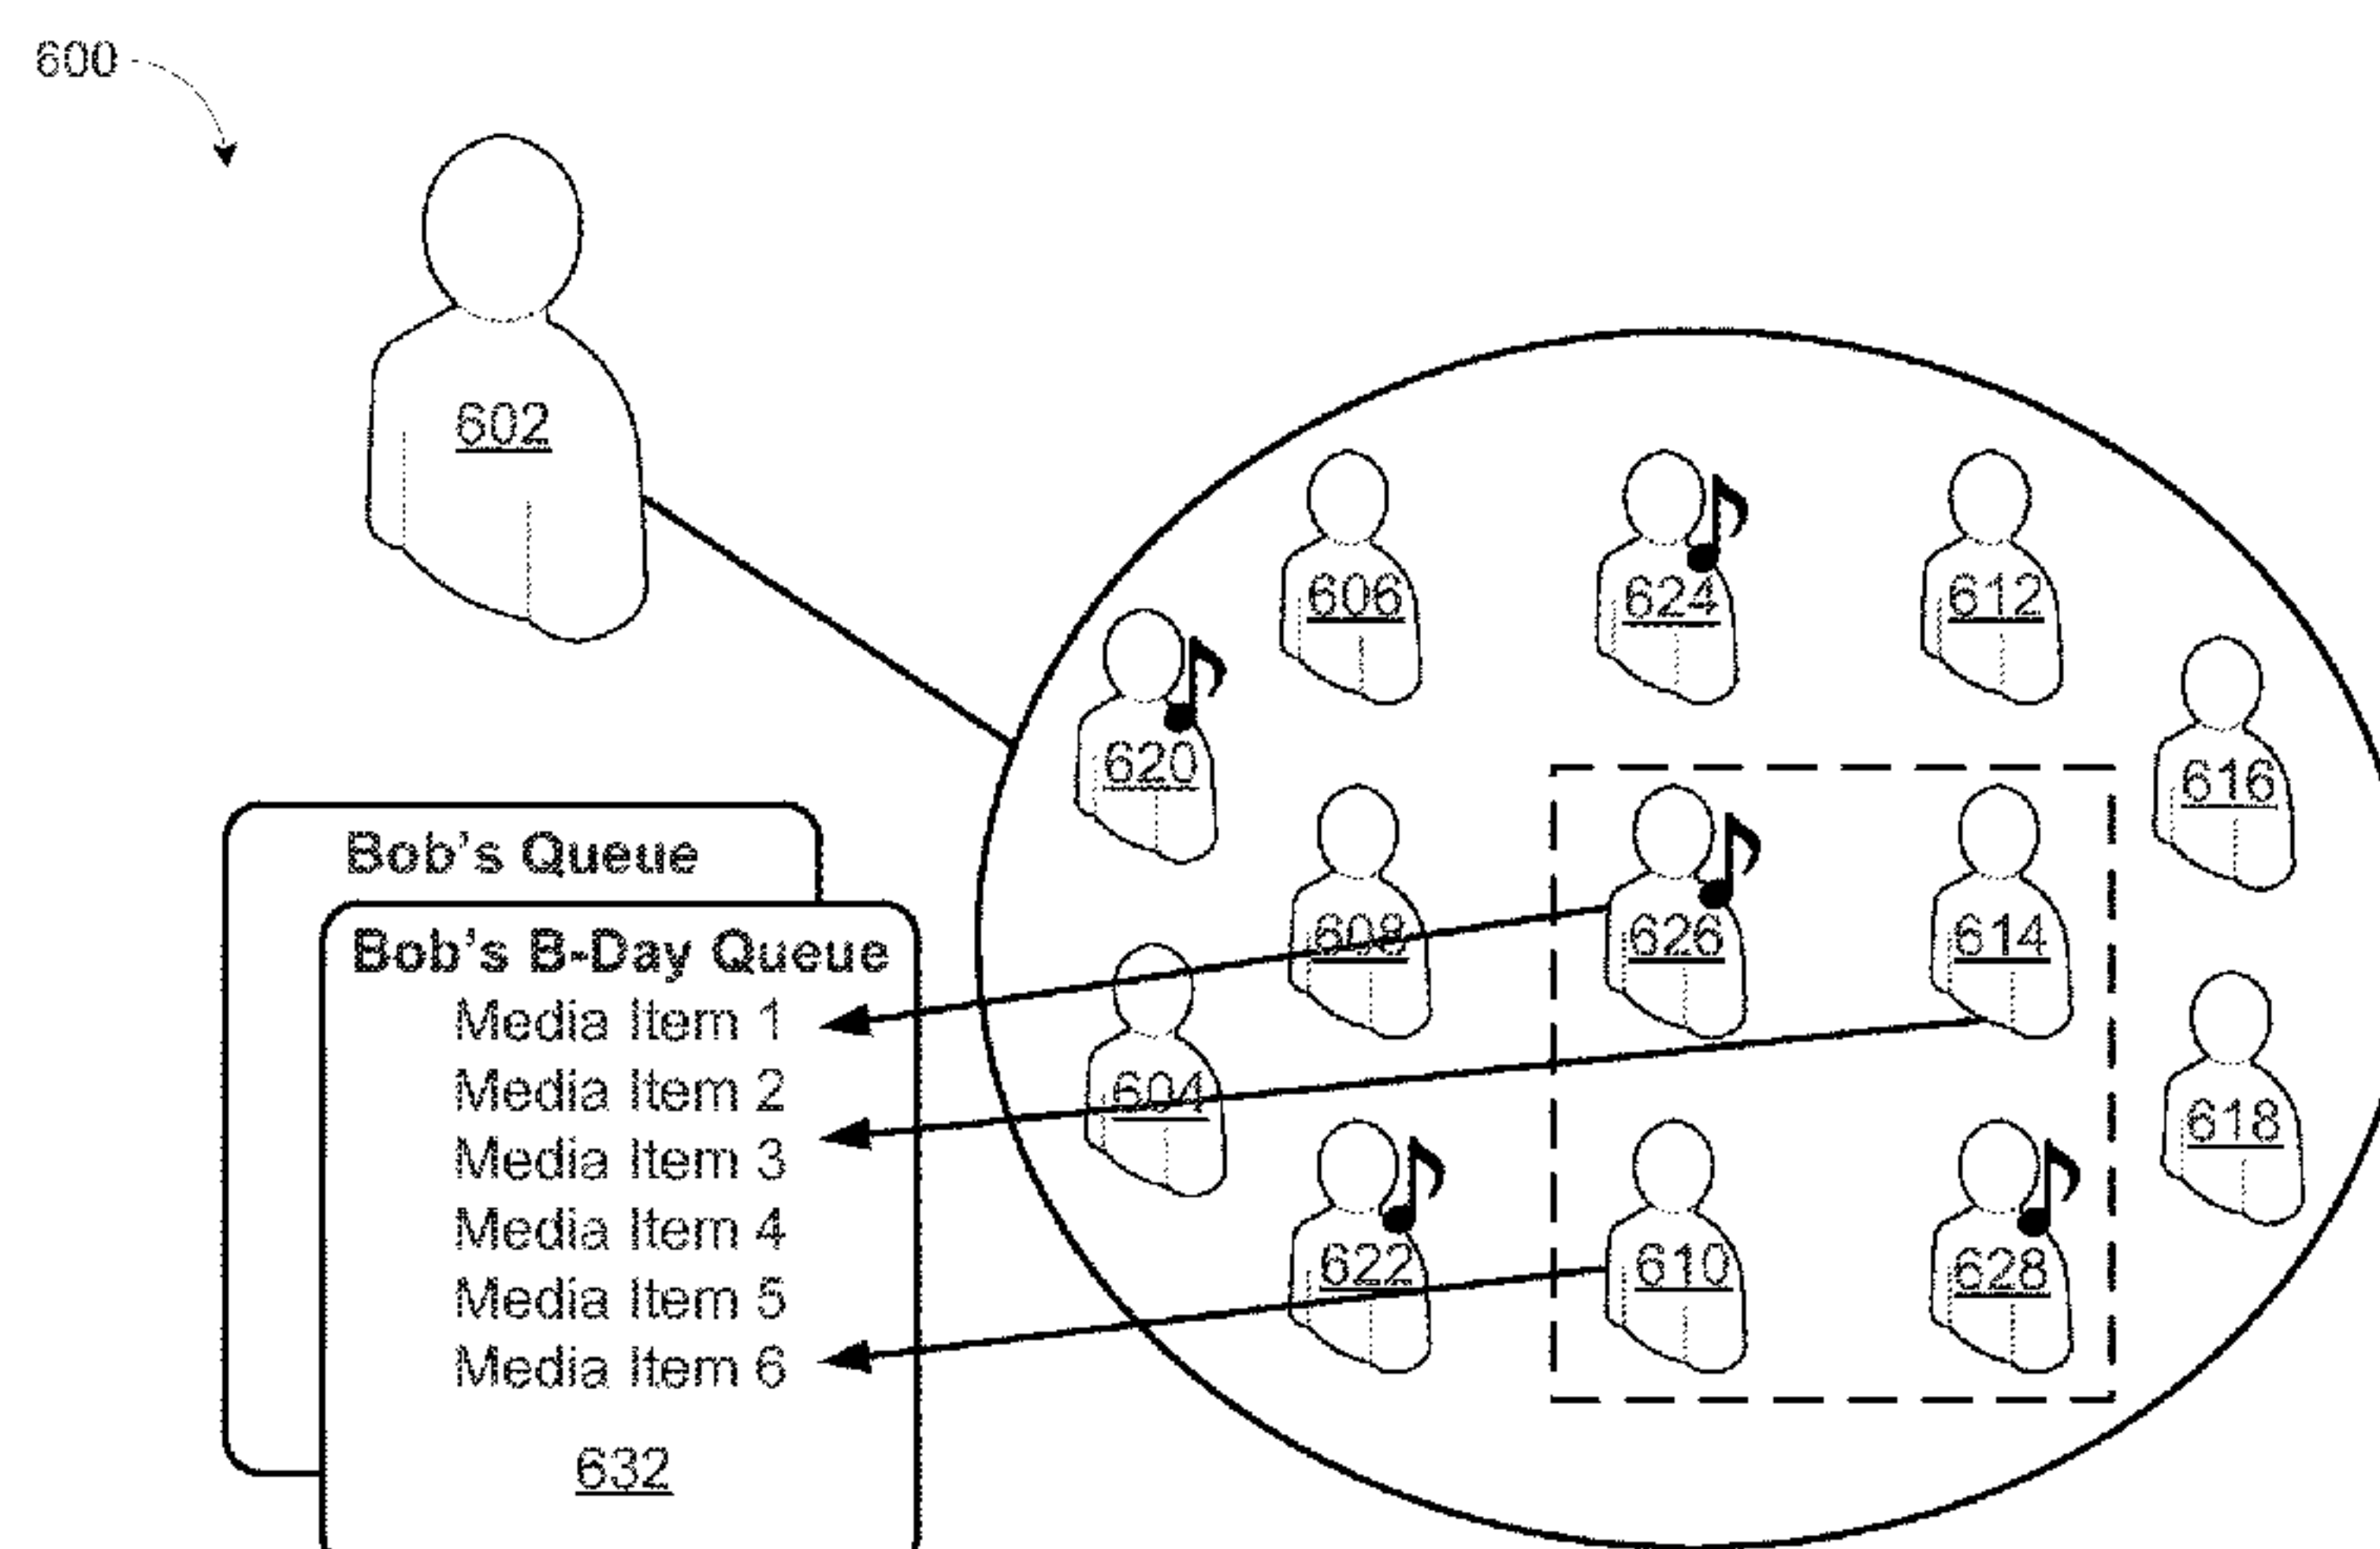 600
602
606
624
612
620
616
Bob's Queue
608
626
614
Bob's B-Day Queue
Media Item 1
Media Item 2
604
618
Media Item 3
Media Item 4
622
610
628
Media Item 5
Media Item 6
632